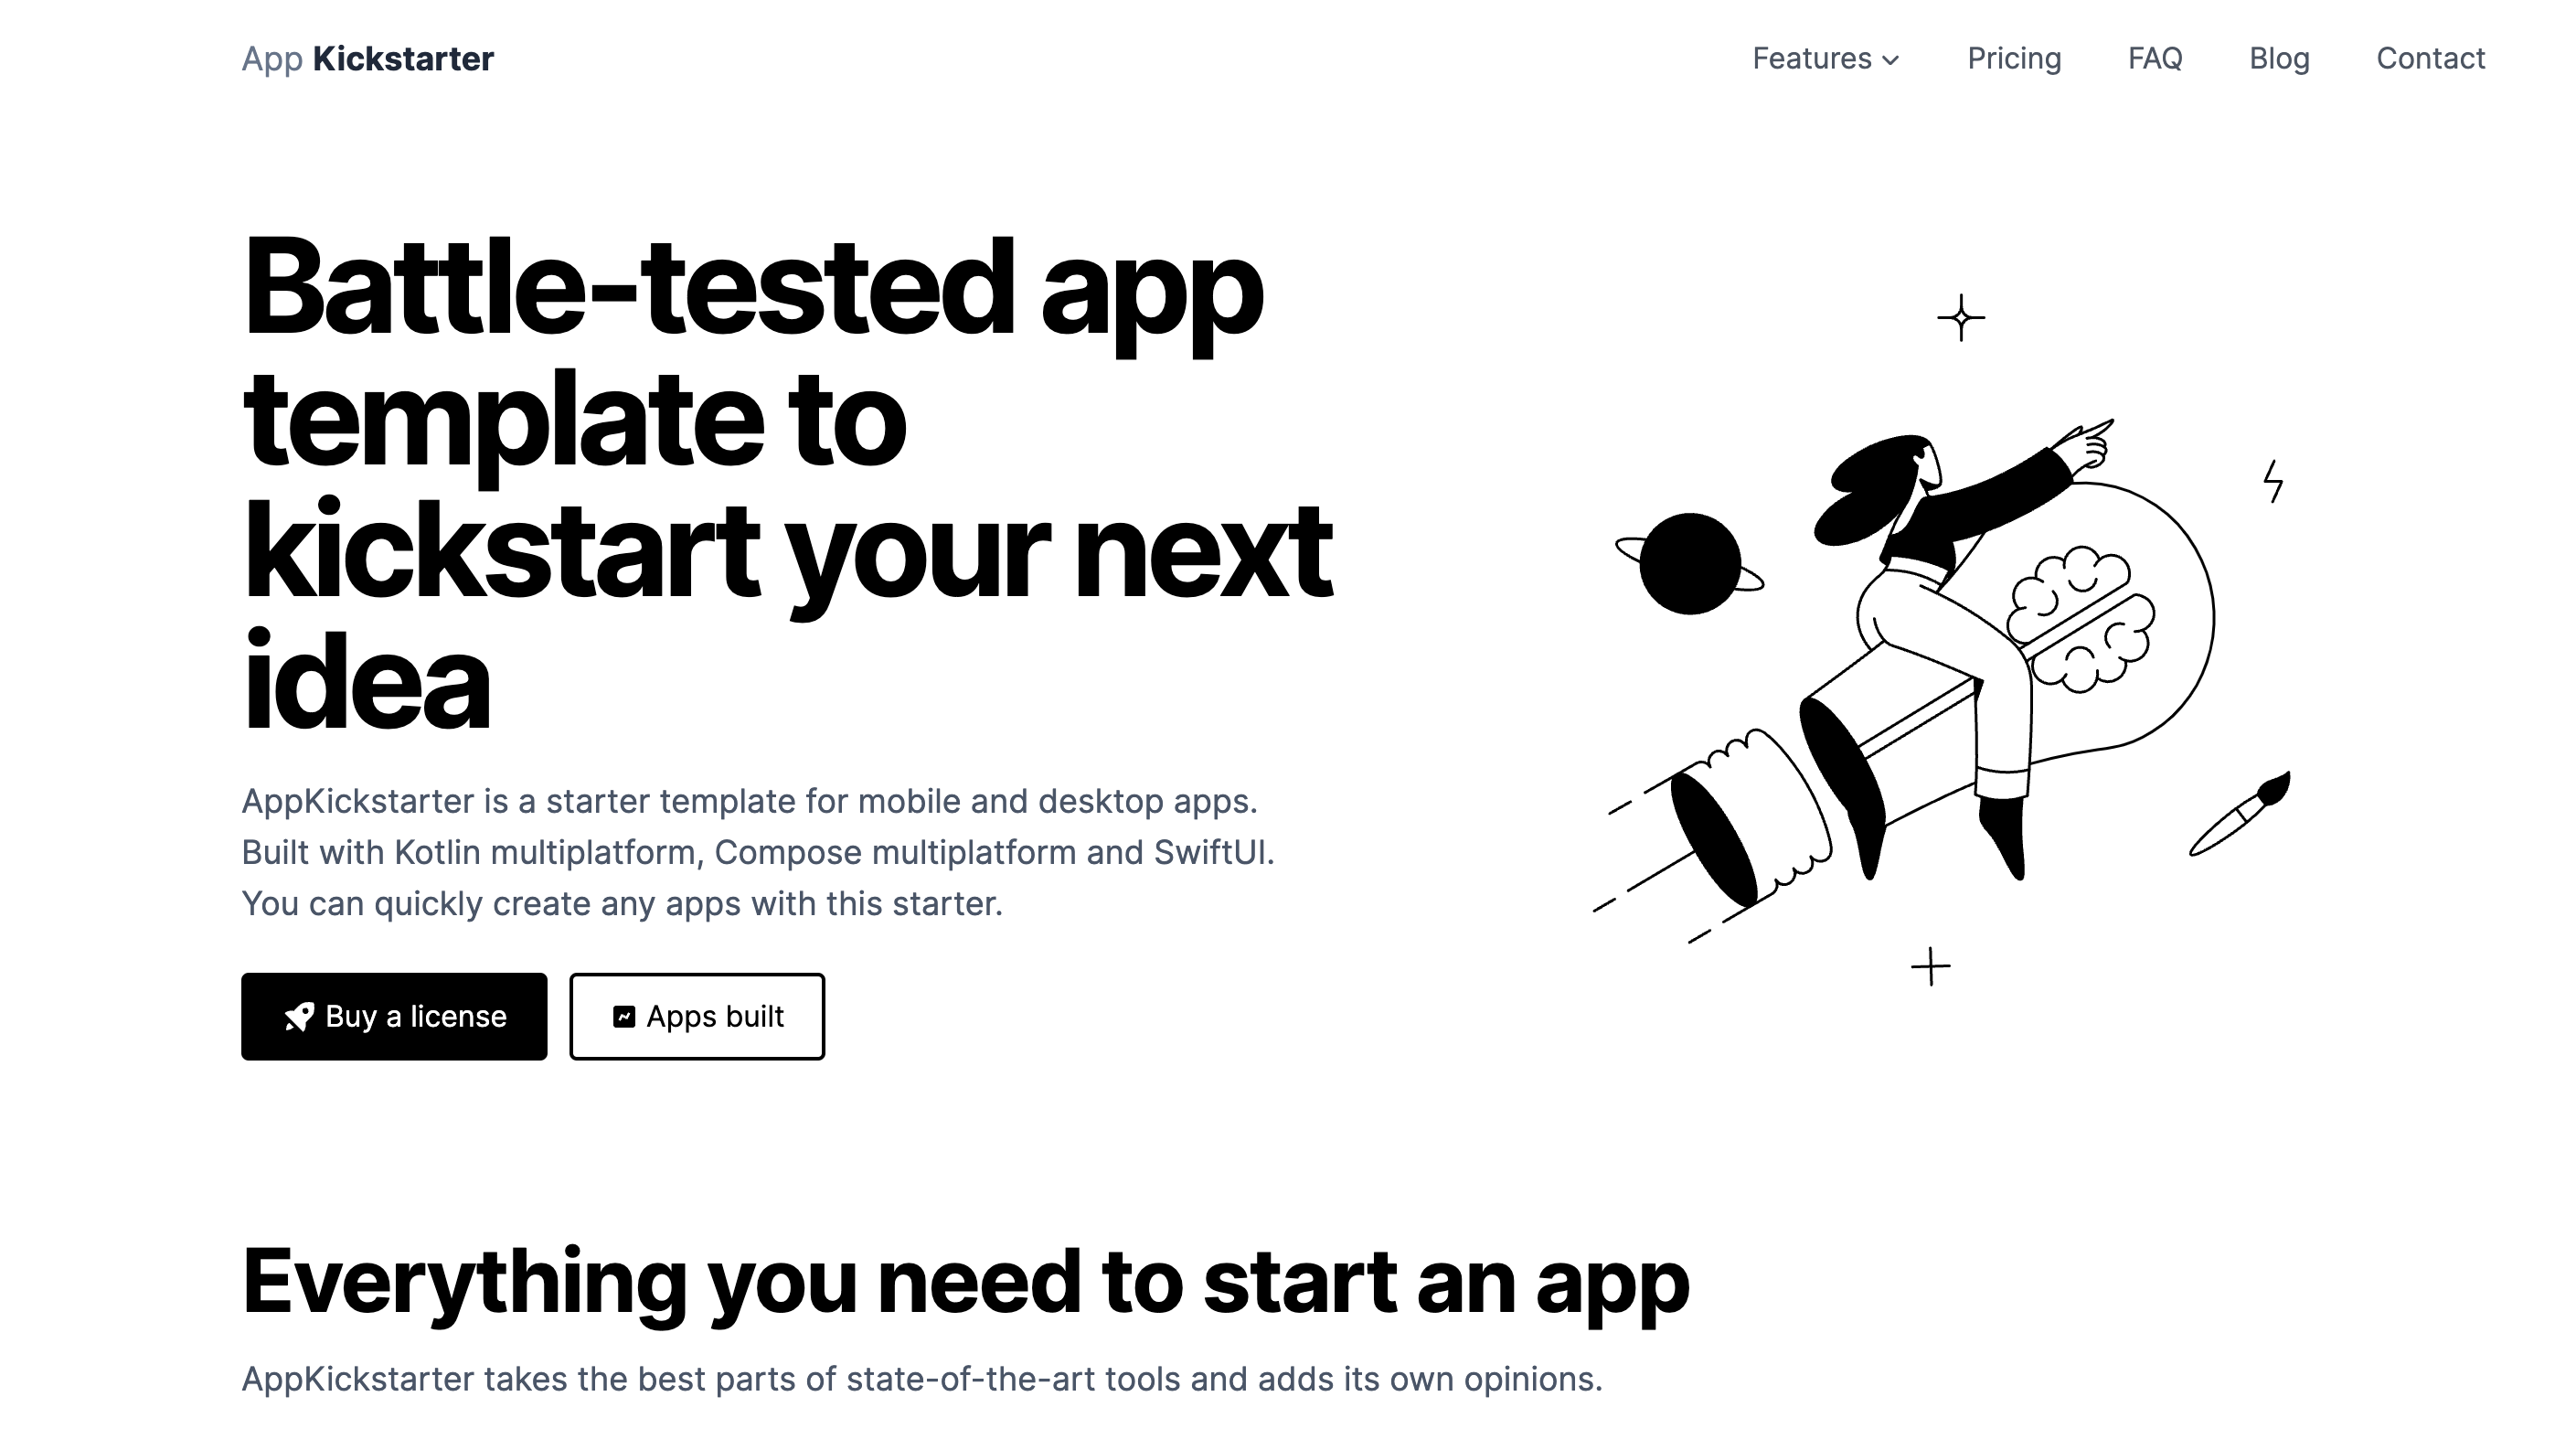 App Kickstarter
Features
Pricing
FAQ
Blog
Contact
Battle-tested app
template to
kickstart your next
idea
AppKickstarter is a starter template for mobile and desktop apps.
Built with Kotlin multiplatform, Compose multiplatform and SwiftUI.
You can quickly create any apps with this starter.
Buy a license
Apps built
Everything you need to start an app
AppKickstarter takes the best parts of state-of-the-art tools and adds its own opinions.